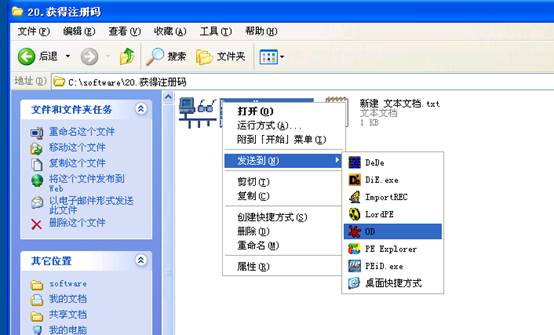 20.获得注册码
文件(F) 编辑(E) 查看(V) 收藏(A) 工具(T) 帮助(H)
后退 搜索 文件夹
地址(D) C:\software\20.获得注册码
文件和文件夹任务
重命名这个文件
移动这个文件
复制这个文件
将这个文件发布到
Web
以电子邮件形式发送
此文件
删除这个文件
其它位置
software
我的文档
共享文档
我的电脑
打开(O)
运行方式(A)...
附到「开始」菜单(I)
发送到(N)
剪切(T)
复制(C)
创建快捷方式(S)
删除(D)
重命名(M)
属性(R)
新建 文本文档.txt
文本文档
1 KB
DeDe
DiE.exe
ImportREC
LordPE
OD
PE Explorer
PEiD.exe
桌面快捷方式